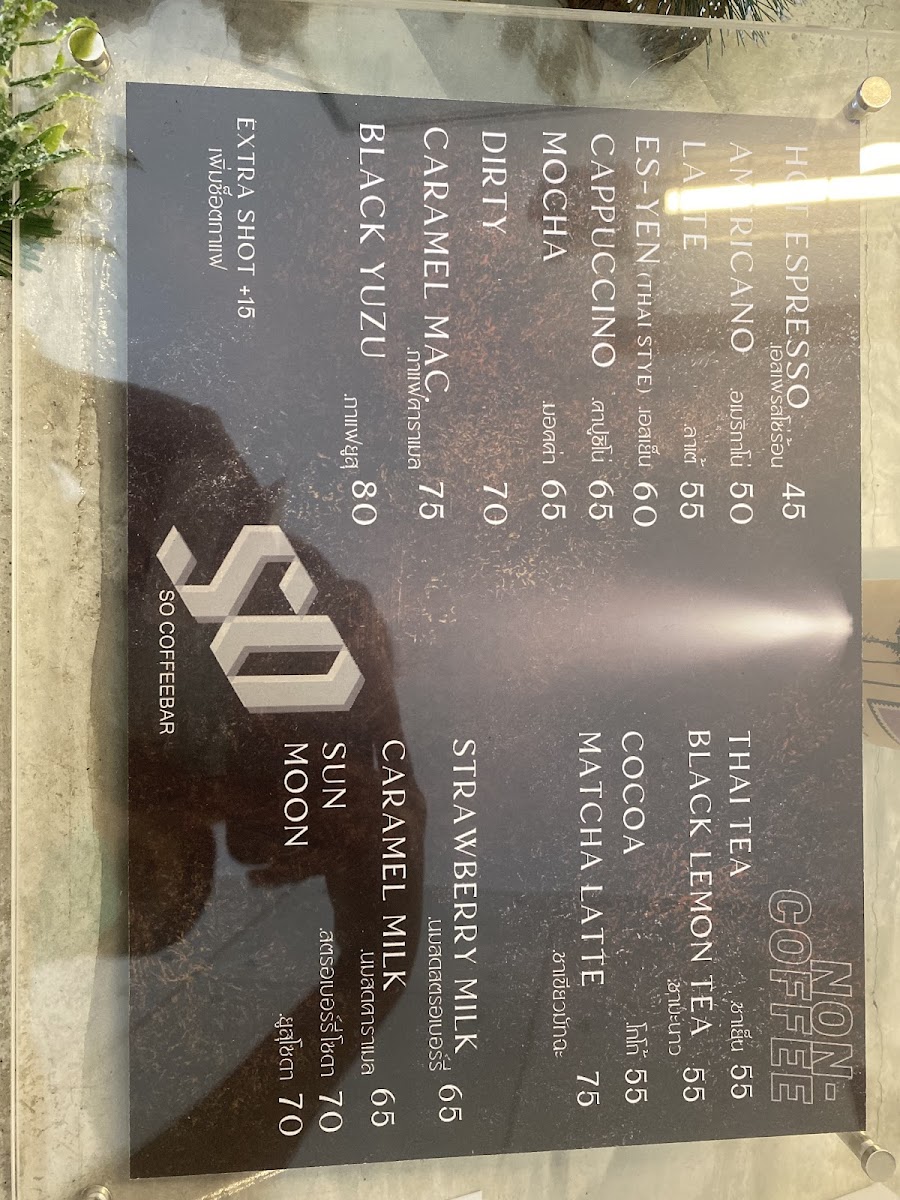 HOT ESPRESSO .เอสเพรสโซ่ร้อน 45
AMERICANO .อเมริกาโน่ 50
LATTE .ลาเต้ 55
ES-YEN (THAI STYE) .เอสเย็น 60
CAPPUCCINO .คาปูชิโน่ 65
MOCHA .มอคค่า 65
DIRTY 70
CARAMEL MAC. .กาแฟคาราเมล 75
BLACK YUZU .กาแฟยูสุ 80
EXTRA SHOT +15
เพิ่มช็อตกาแฟ
NON-
COFFEE
THAI TEA .ชาเย็น 55
BLACK LEMON TEA .ชามะนาว 55
COCOA .โกโก้ 55
MATCHA LATTE .ชาเขียวมัทฉะ 75
STRAWBERRY MILK .นมสดสตรอเบอร์รี่ 65
CARAMEL MILK .นมสดคาราเมล 65
SUN .สตรอเบอร์รี่โซดา 70
MOON .ยูสุโซดา 70
SO
SO COFFEEBAR